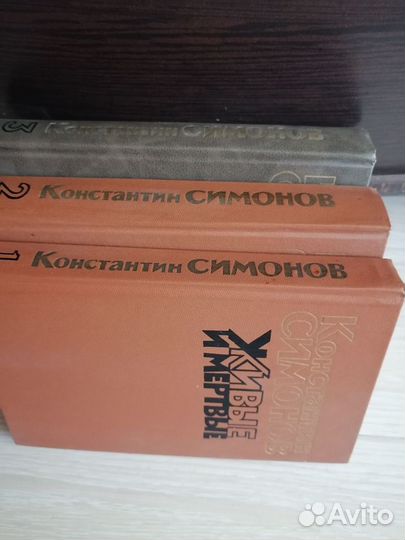 3 Константин СИМОНОВ
2 Константин СИМОНОВ
1 Константин СИМОНОВ
Константин
СИМОНОВ
ЖИВЫЕ
И МЕРТВЫЕ
Avito